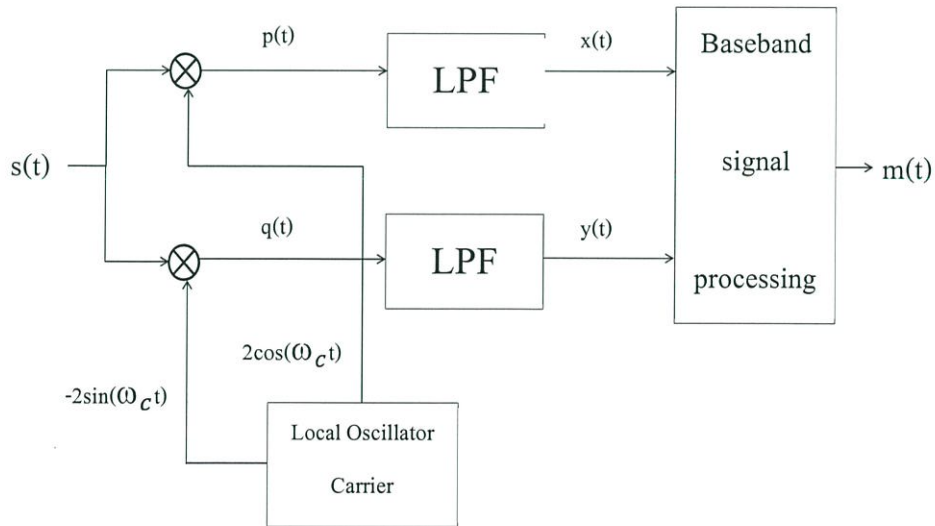 p(t)
LPF
x(t)
Baseband
signal
processing
s(t)
m(t)
q(t)
LPF
y(t)
2cos(ω_c t)
-2sin(ω_c t)
Local Oscillator
Carrier